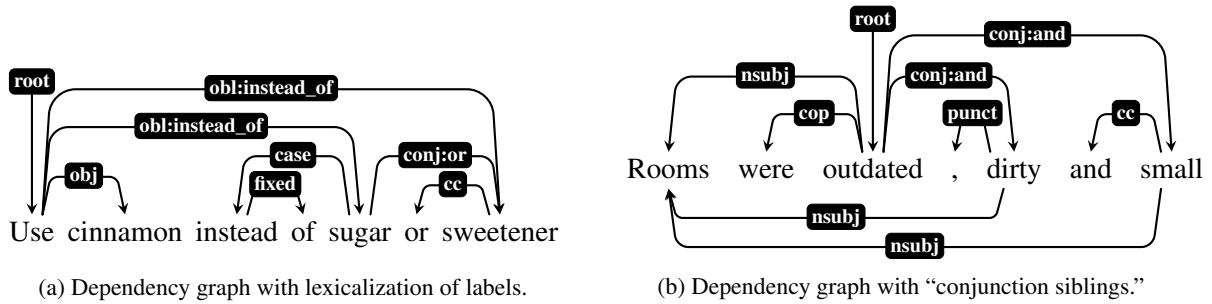 root
obl:instead_of
obl:instead_of
case
conj:or
obj
fixed
cc
Use cinnamon instead of sugar or sweetener
(a) Dependency graph with lexicalization of labels.
root
conj:and
nsubj
conj:and
cop
punct
cc
Rooms were outdated , dirty and small
nsubj
nsubj
(b) Dependency graph with “conjunction siblings.”